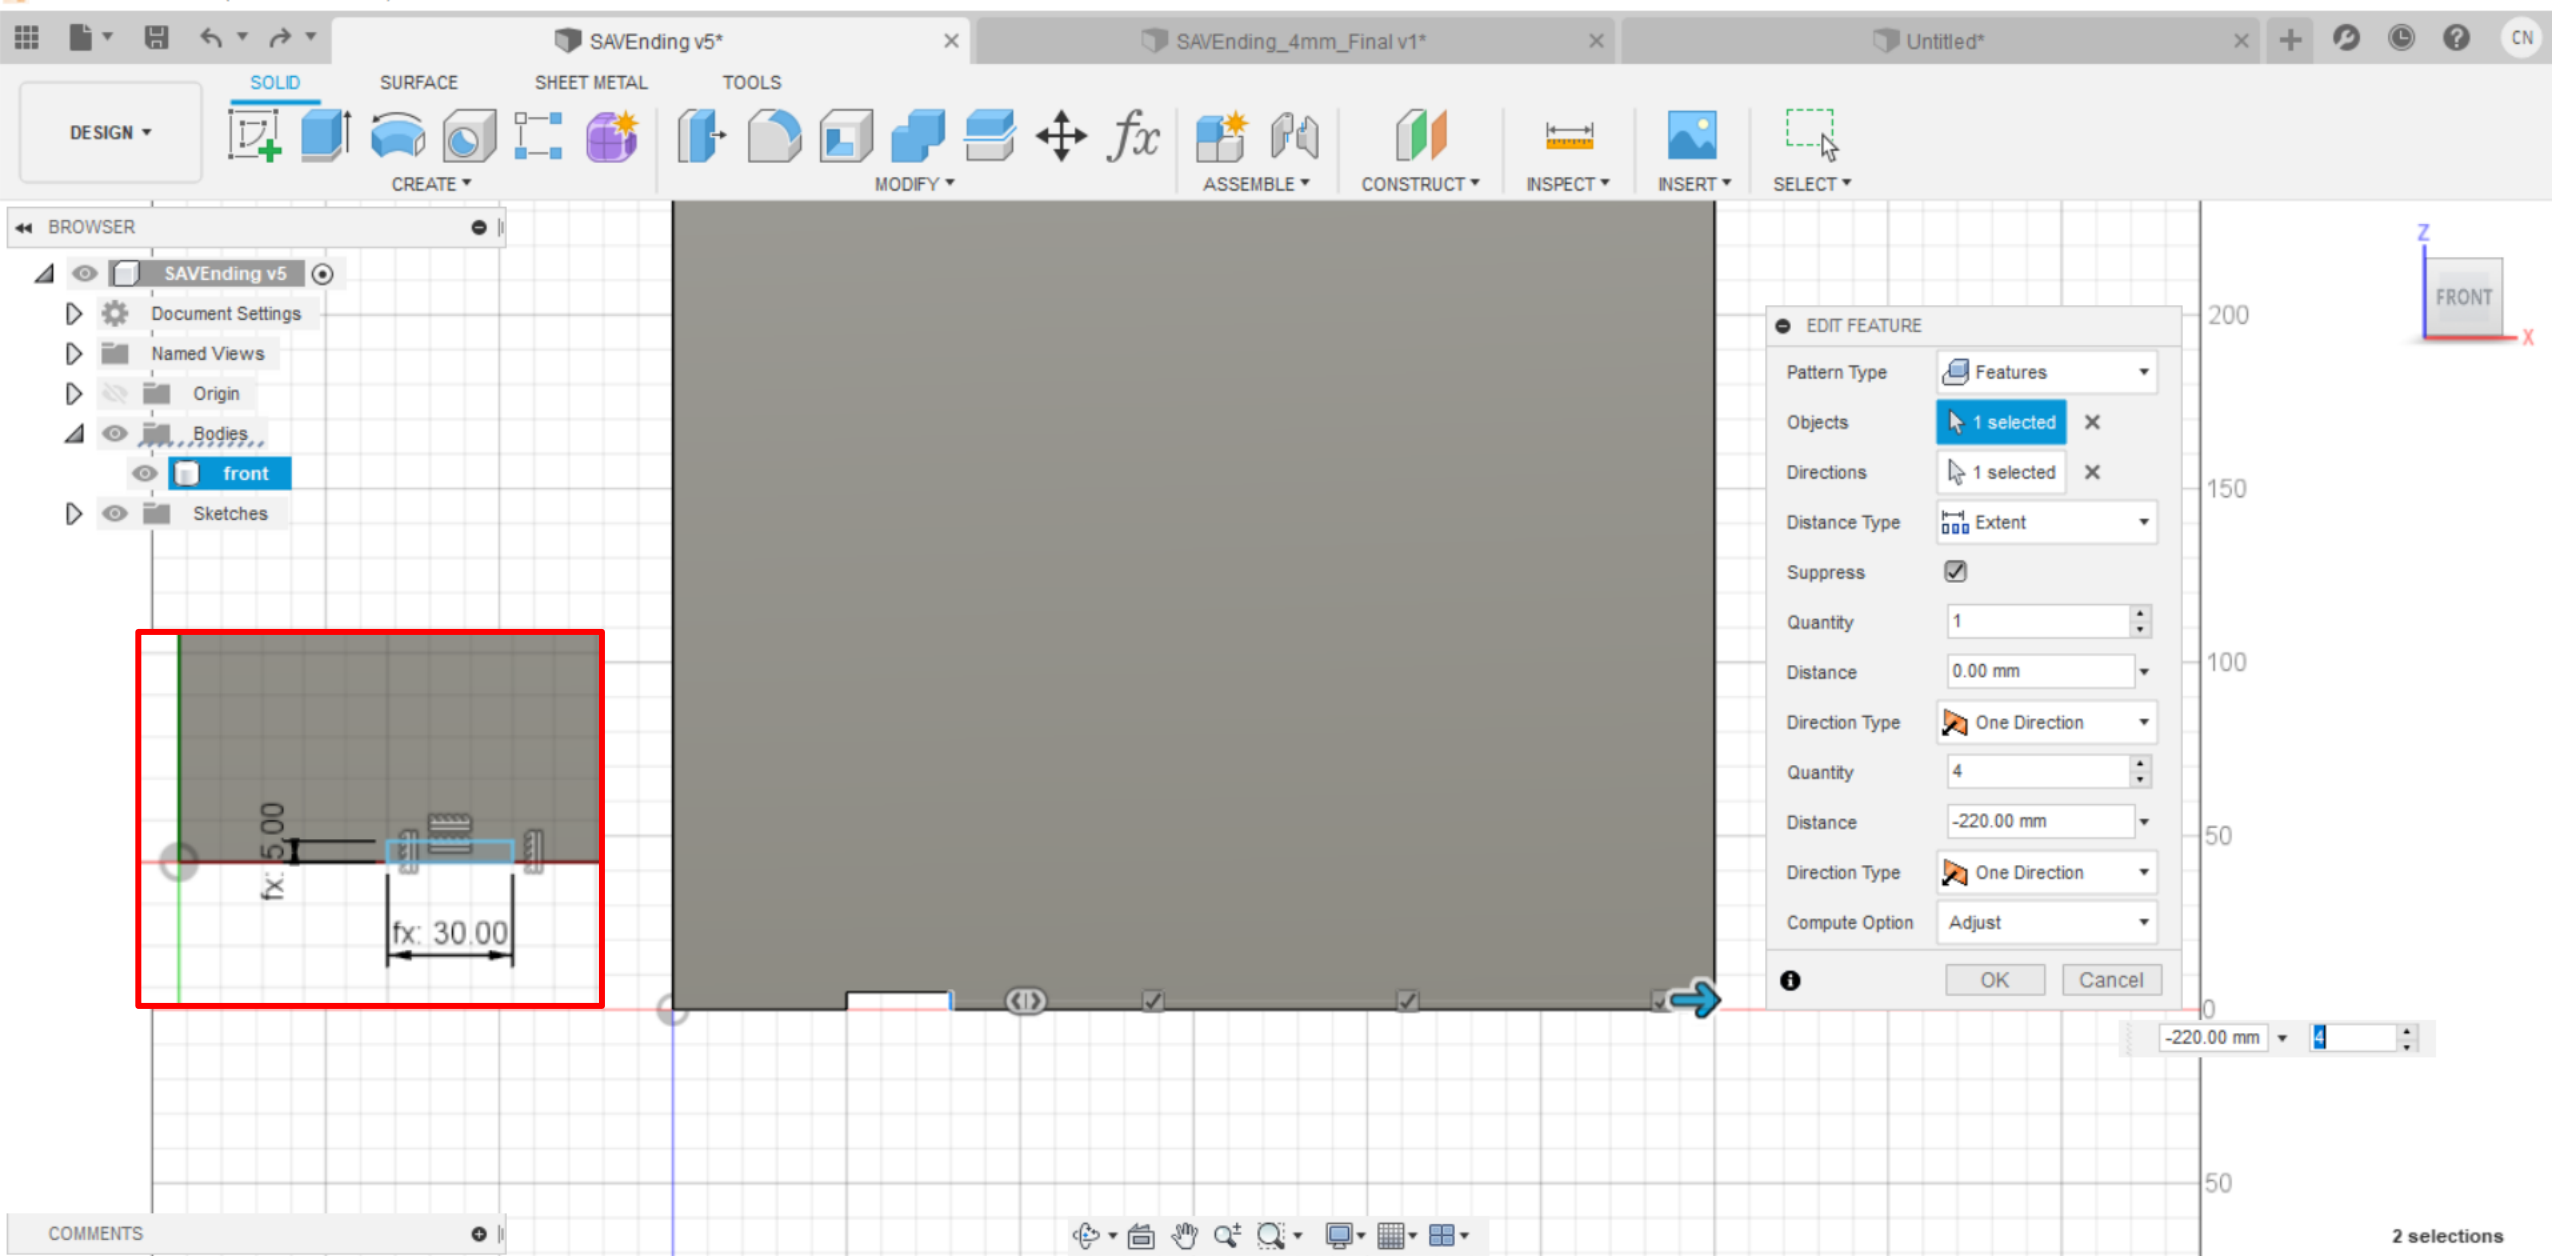 SAVEnding v5*
SAVEnding_4mm_Final v1*
Untitled*
CN
SOLID
SURFACE
SHEET METAL
TOOLS
DESIGN
CREATE
MODIFY
ASSEMBLE
CONSTRUCT
INSPECT
INSERT
SELECT
BROWSER
SAVEnding v5
Document Settings
Named Views
Origin
Bodies
front
Sketches
fx: 5.00
fx: 30.00
Z
FRONT
X
200
150
100
50
0
50
EDIT FEATURE
Pattern Type Features
Objects 1 selected
Directions 1 selected
Distance Type Extent
Suppress
Quantity 1
Distance 0.00 mm
Direction Type One Direction
Quantity 4
Distance -220.00 mm
Direction Type One Direction
Compute Option Adjust
OK Cancel
-220.00 mm 4
COMMENTS
2 selections